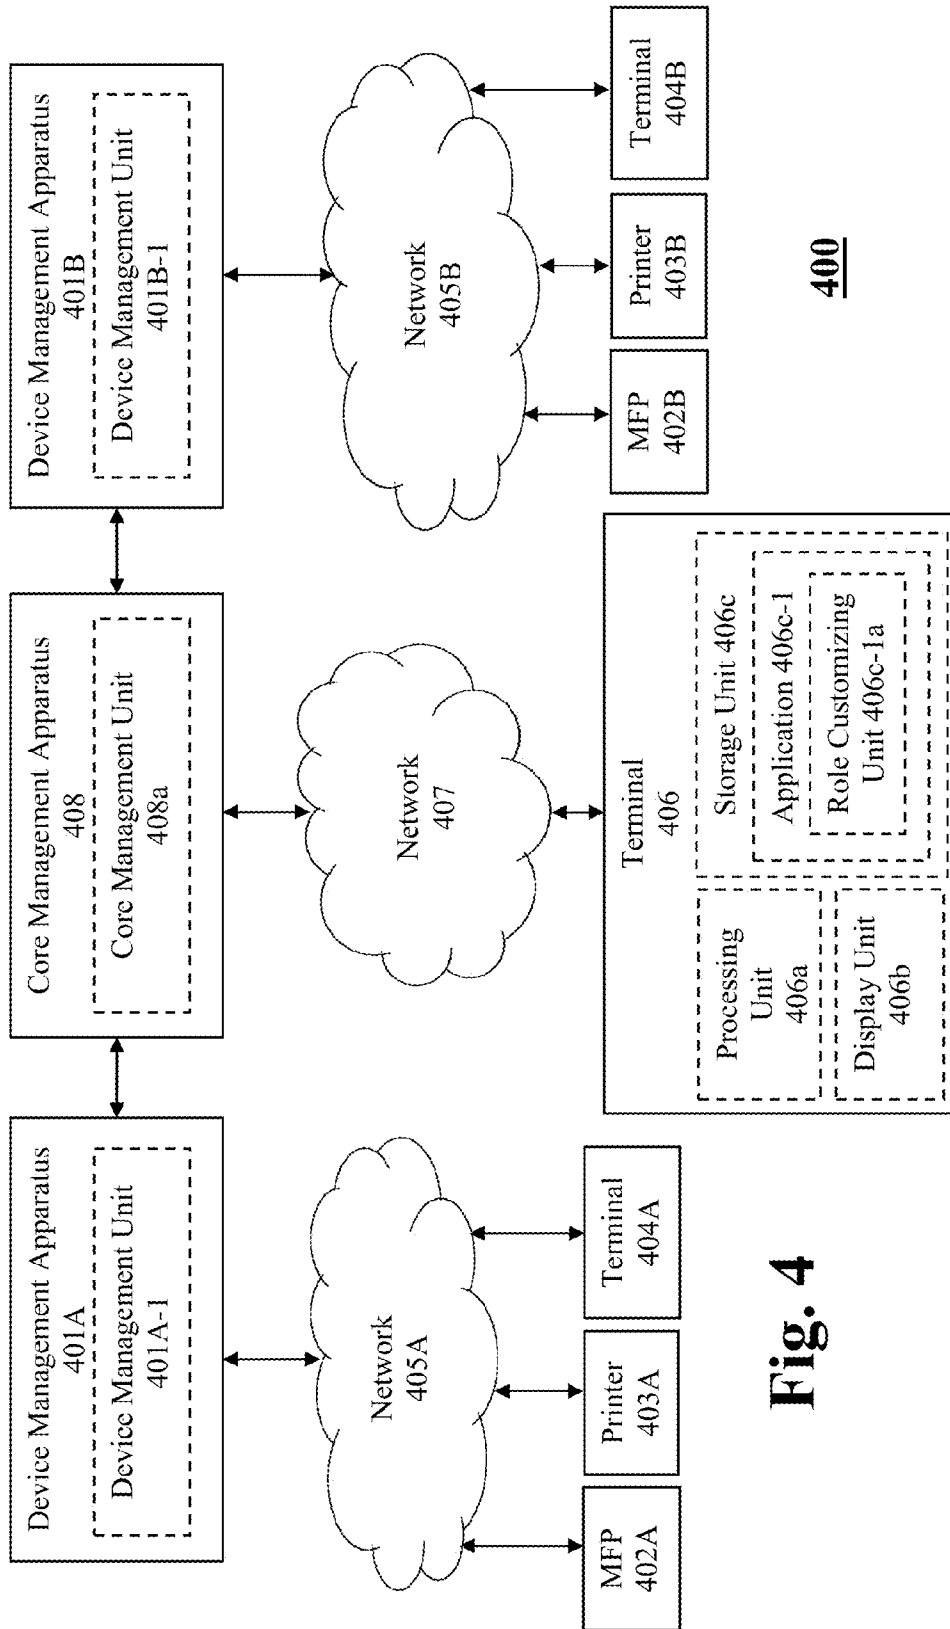 Device Management Apparatus
401A
Device Management Unit
401A-1
Core Management Apparatus
408
Core Management Unit
408a
Device Management Apparatus
401B
Device Management Unit
401B-1
Network
405A
Network
407
Network
405B
MFP
402A
Printer
403A
Terminal
404A
Terminal
406
Processing
Unit
406a
Display Unit
406b
Storage Unit 406c
Application 406c-1
Role Customizing
Unit 406c-1a
MFP
402B
Printer
403B
Terminal
404B
Fig. 4
400